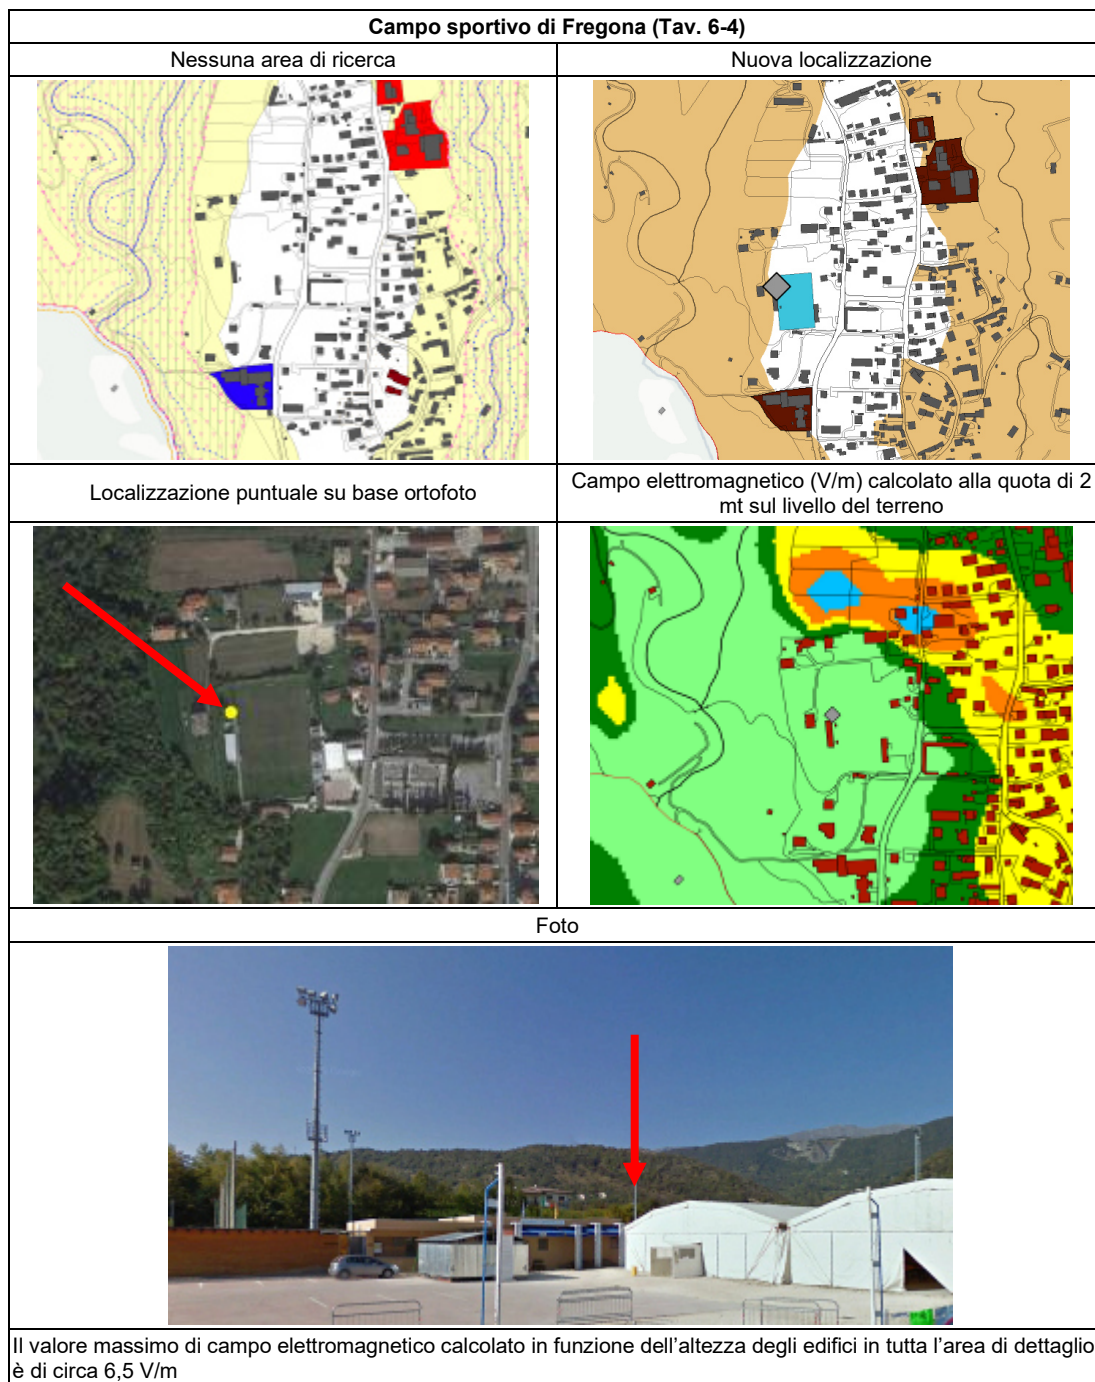 Campo sportivo di Fregona (Tav. 6-4)
Nessuna area di ricerca
Nuova localizzazione
Localizzazione puntuale su base ortofoto
Campo elettromagnetico (V/m) calcolato alla quota di 2
mt sul livello del terreno
Foto
Il valore massimo di campo elettromagnetico calcolato in funzione dell'altezza degli edifici in tutta l'area di dettaglio
è di circa 6,5 V/m